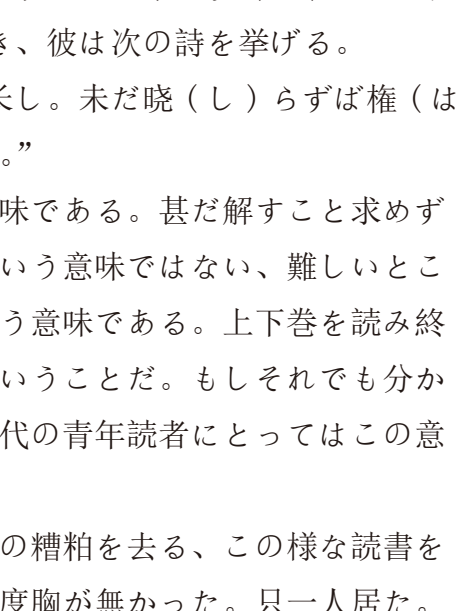 き、彼は次の詩を挙げる。
长し。未だ晓（し）らずば権（は
。”
味である。甚だ解すこと求めず
いう意味ではない、難しいとこ
う意味である。上下巻を読み終
いうことだ。もしそれでも分か
代の青年読者にとってはこの意
の糟粕を去る、この様な読書を
度胸が無かった。只一人居た。